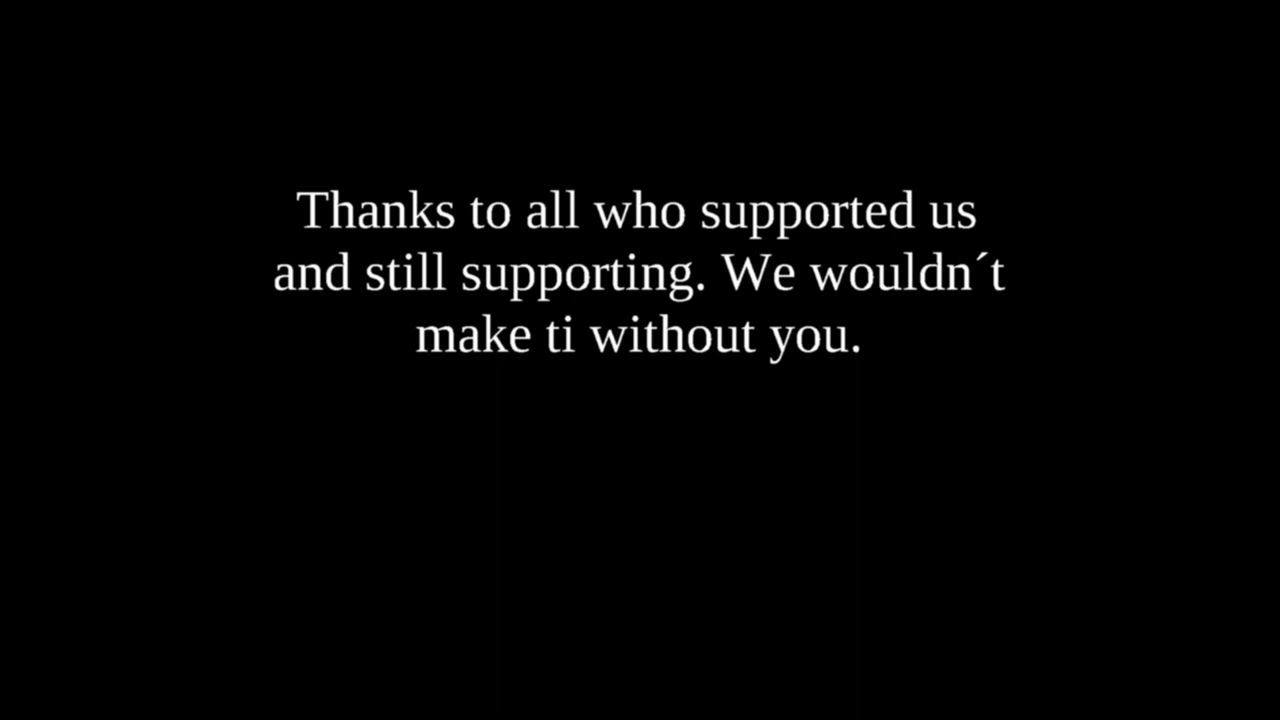 Thanks to all who supported us
and still supporting. We wouldn´t
make ti without you.